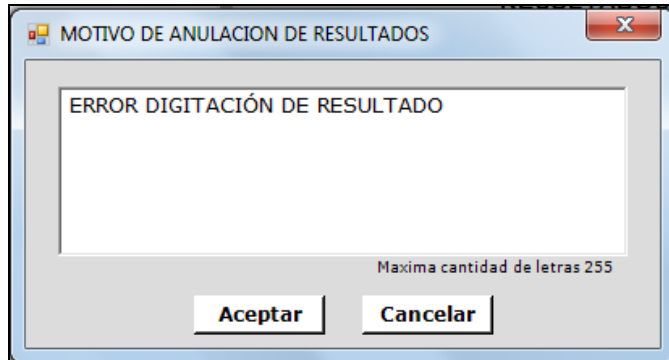 MOTIVO DE ANULACION DE RESULTADOS
ERROR DIGITACIÓN DE RESULTADO
Maxima cantidad de letras 255
Aceptar Cancelar